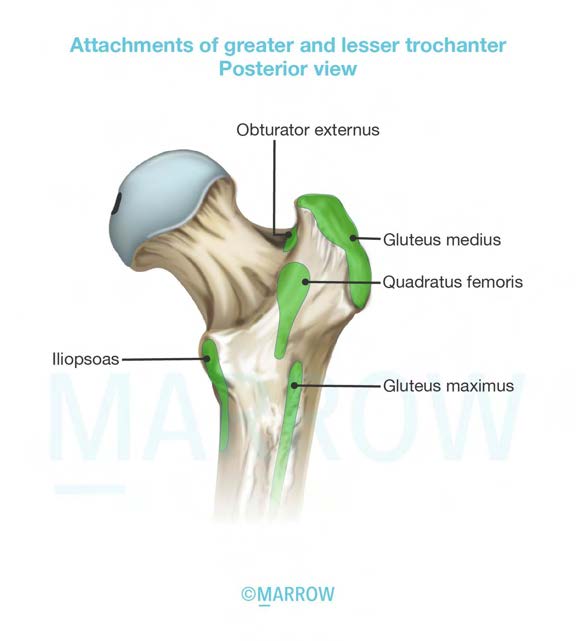 Attachments of greater and lesser trochanter
Posterior view
Obturator externus
Gluteus medius
Quadratus femoris
Iliopsoas
Gluteus maximus
MARROW
©MARROW